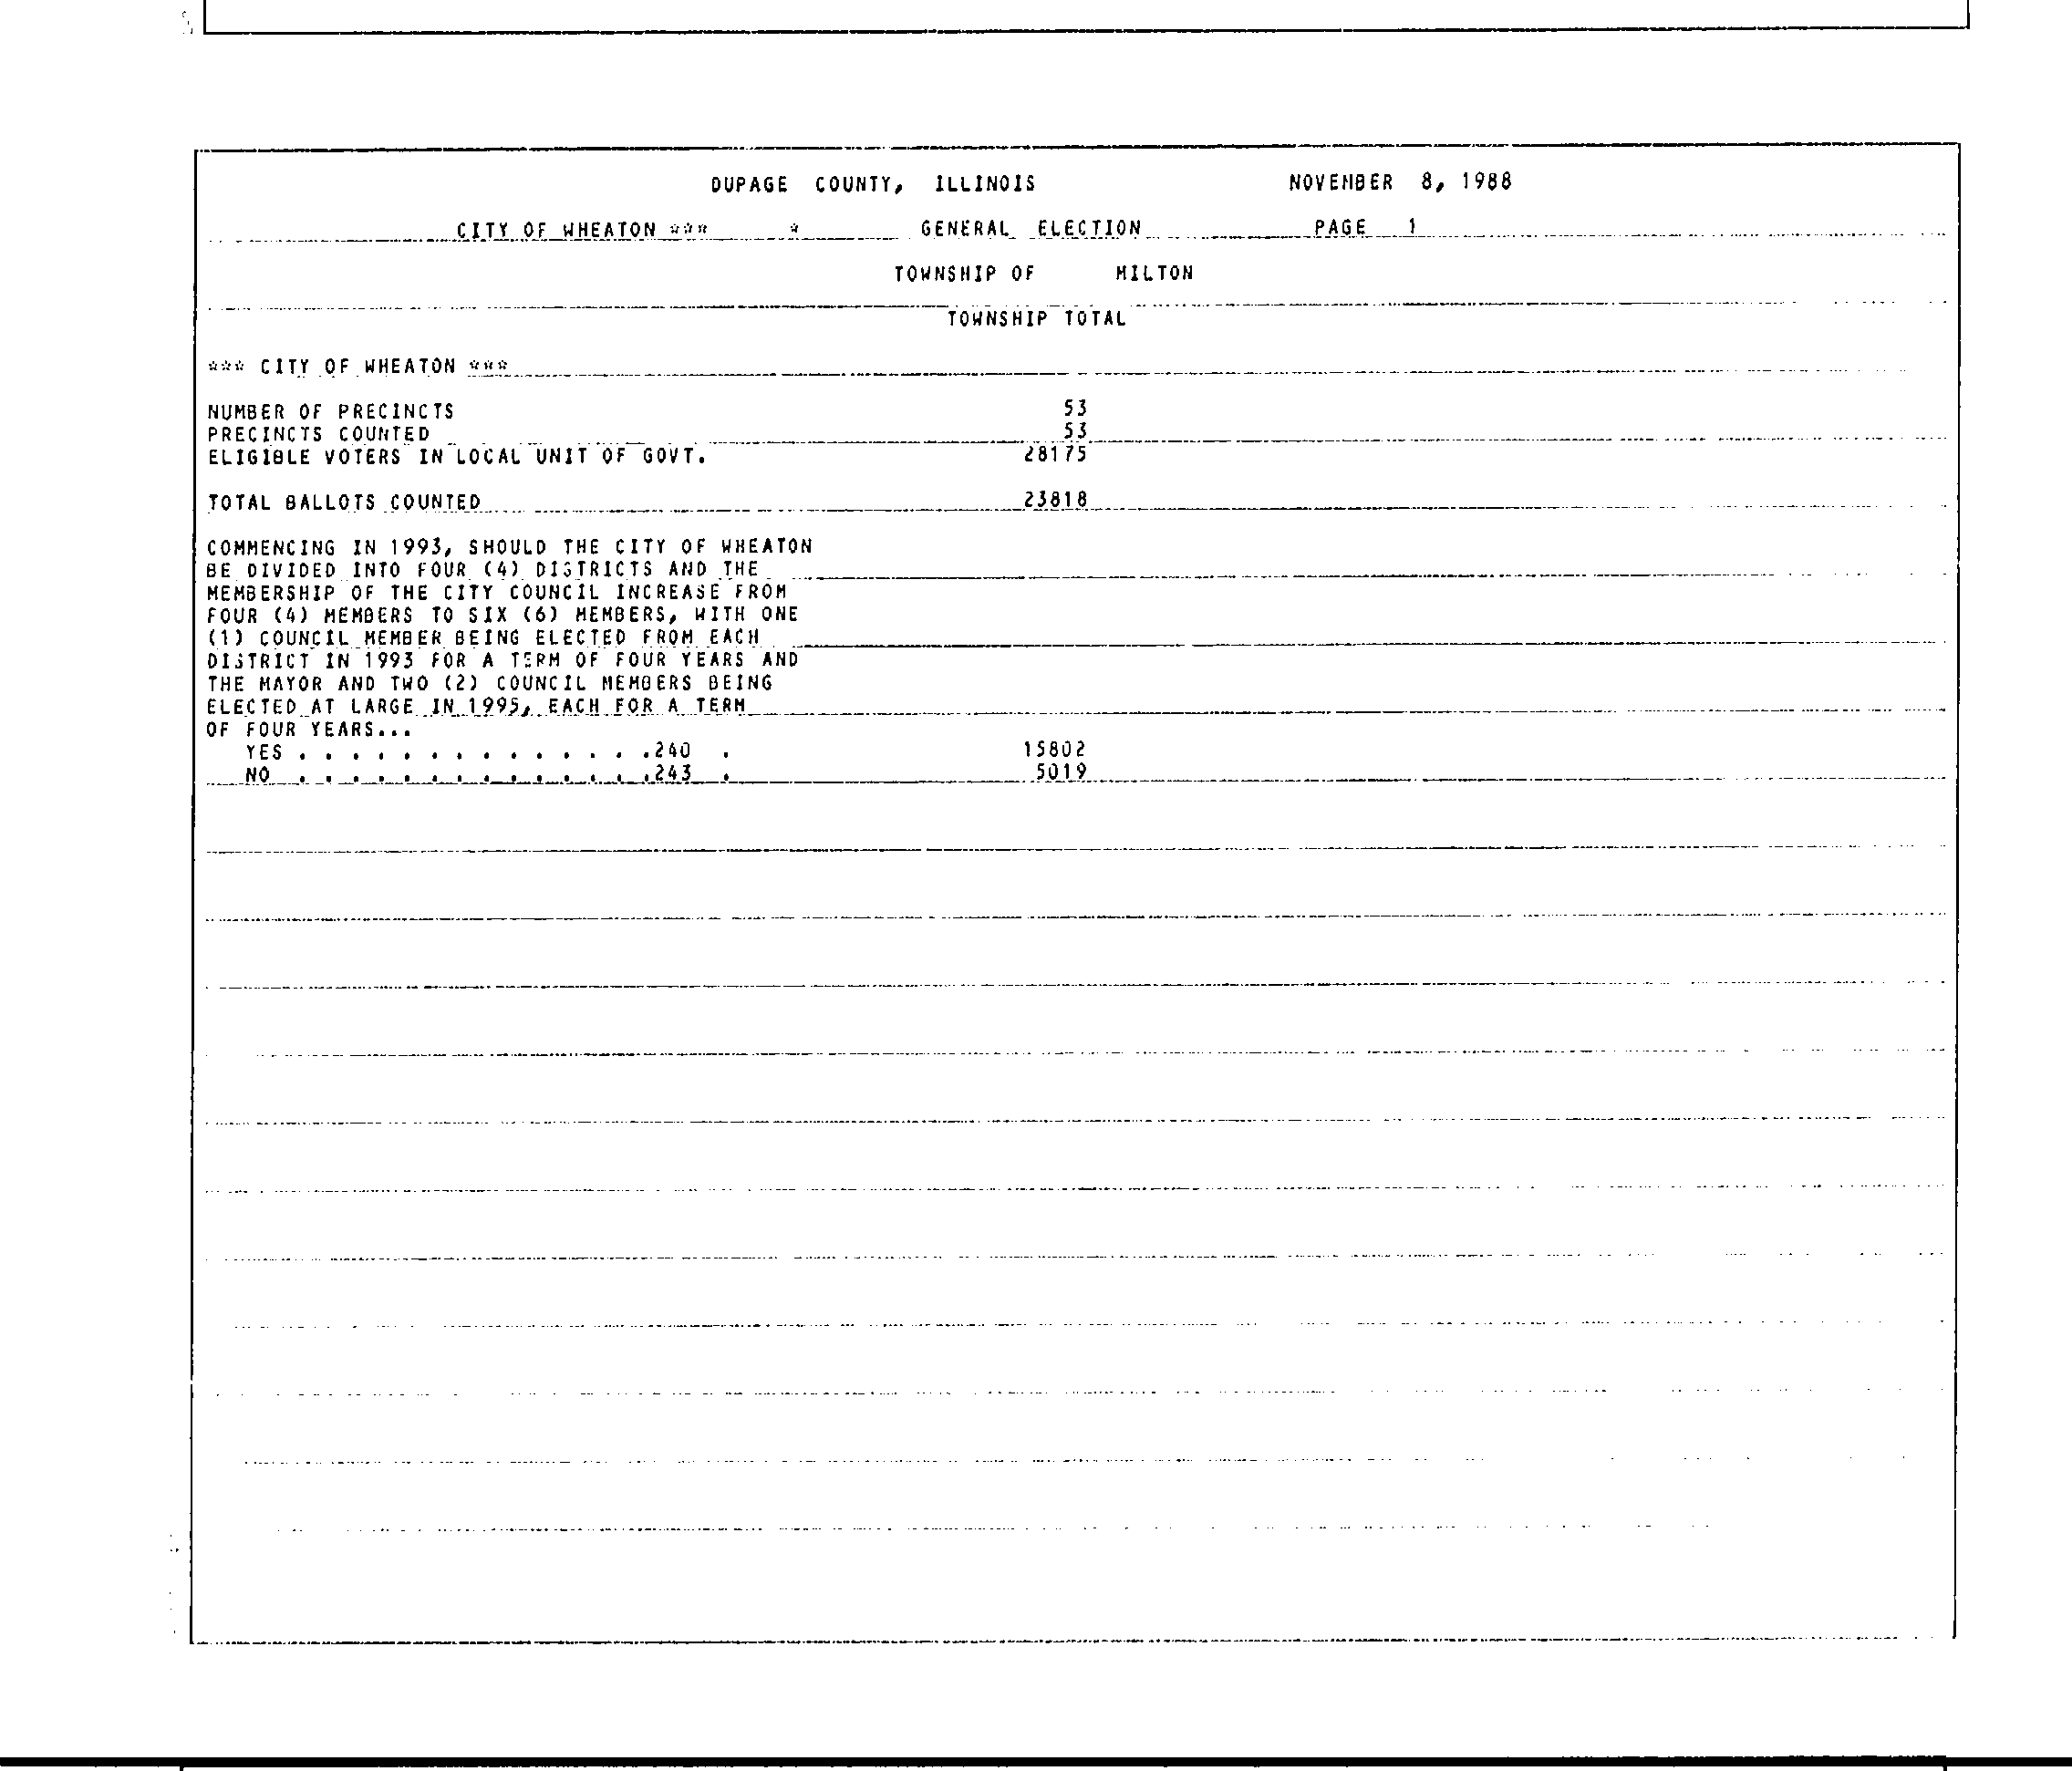 DUPAGE COUNTY, ILLINOIS NOVEMBER 8, 1988
CITY OF WHEATON *** * GENERAL ELECTION PAGE 1
TOWNSHIP OF MILTON
TOWNSHIP TOTAL
*** CITY OF WHEATON ***
NUMBER OF PRECINCTS 53
PRECINCTS COUNTED 53
ELIGIBLE VOTERS IN LOCAL UNIT OF GOVT. 28175
TOTAL BALLOTS COUNTED 23818
COMMENCING IN 1993, SHOULD THE CITY OF WHEATON
BE DIVIDED INTO FOUR (4) DISTRICTS AND THE
MEMBERSHIP OF THE CITY COUNCIL INCREASE FROM
FOUR (4) MEMBERS TO SIX (6) MEMBERS, WITH ONE
(1) COUNCIL MEMBER BEING ELECTED FROM EACH
DISTRICT IN 1993 FOR A TERM OF FOUR YEARS AND
THE MAYOR AND TWO (2) COUNCIL MEMBERS BEING
ELECTED AT LARGE IN 1995, EACH FOR A TERM
OF FOUR YEARS...
YES . . . . . . . . . . . . . .240 . 15802
NO . . . . . . . . . . . . . .243 . 5019